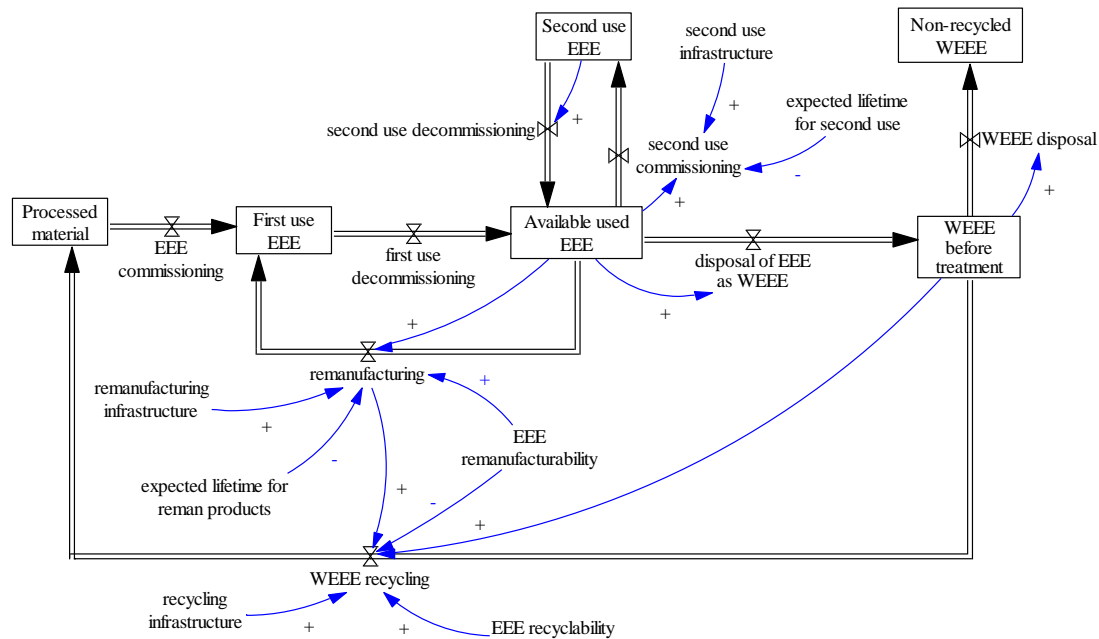 Second use
EEE
second use
infrastructure
Non-recycled
WEEE
+
+
expected lifetime
for second use
second use decommissioning
second use
commissioning
WEEE disposal
-
+
+
Processed
material
First use
EEE
Available used
EEE
WEEE
before
treatment
EEE
commissioning
first use
decommissioning
disposal of EEE
as WEEE
+
+
remanufacturing
+
remanufacturing
infrastructure
+
EEE
remanufacturability
-
expected lifetime for
reman products
+
-
+
WEEE recycling
recycling
infrastructure
+
+
EEE recyclability